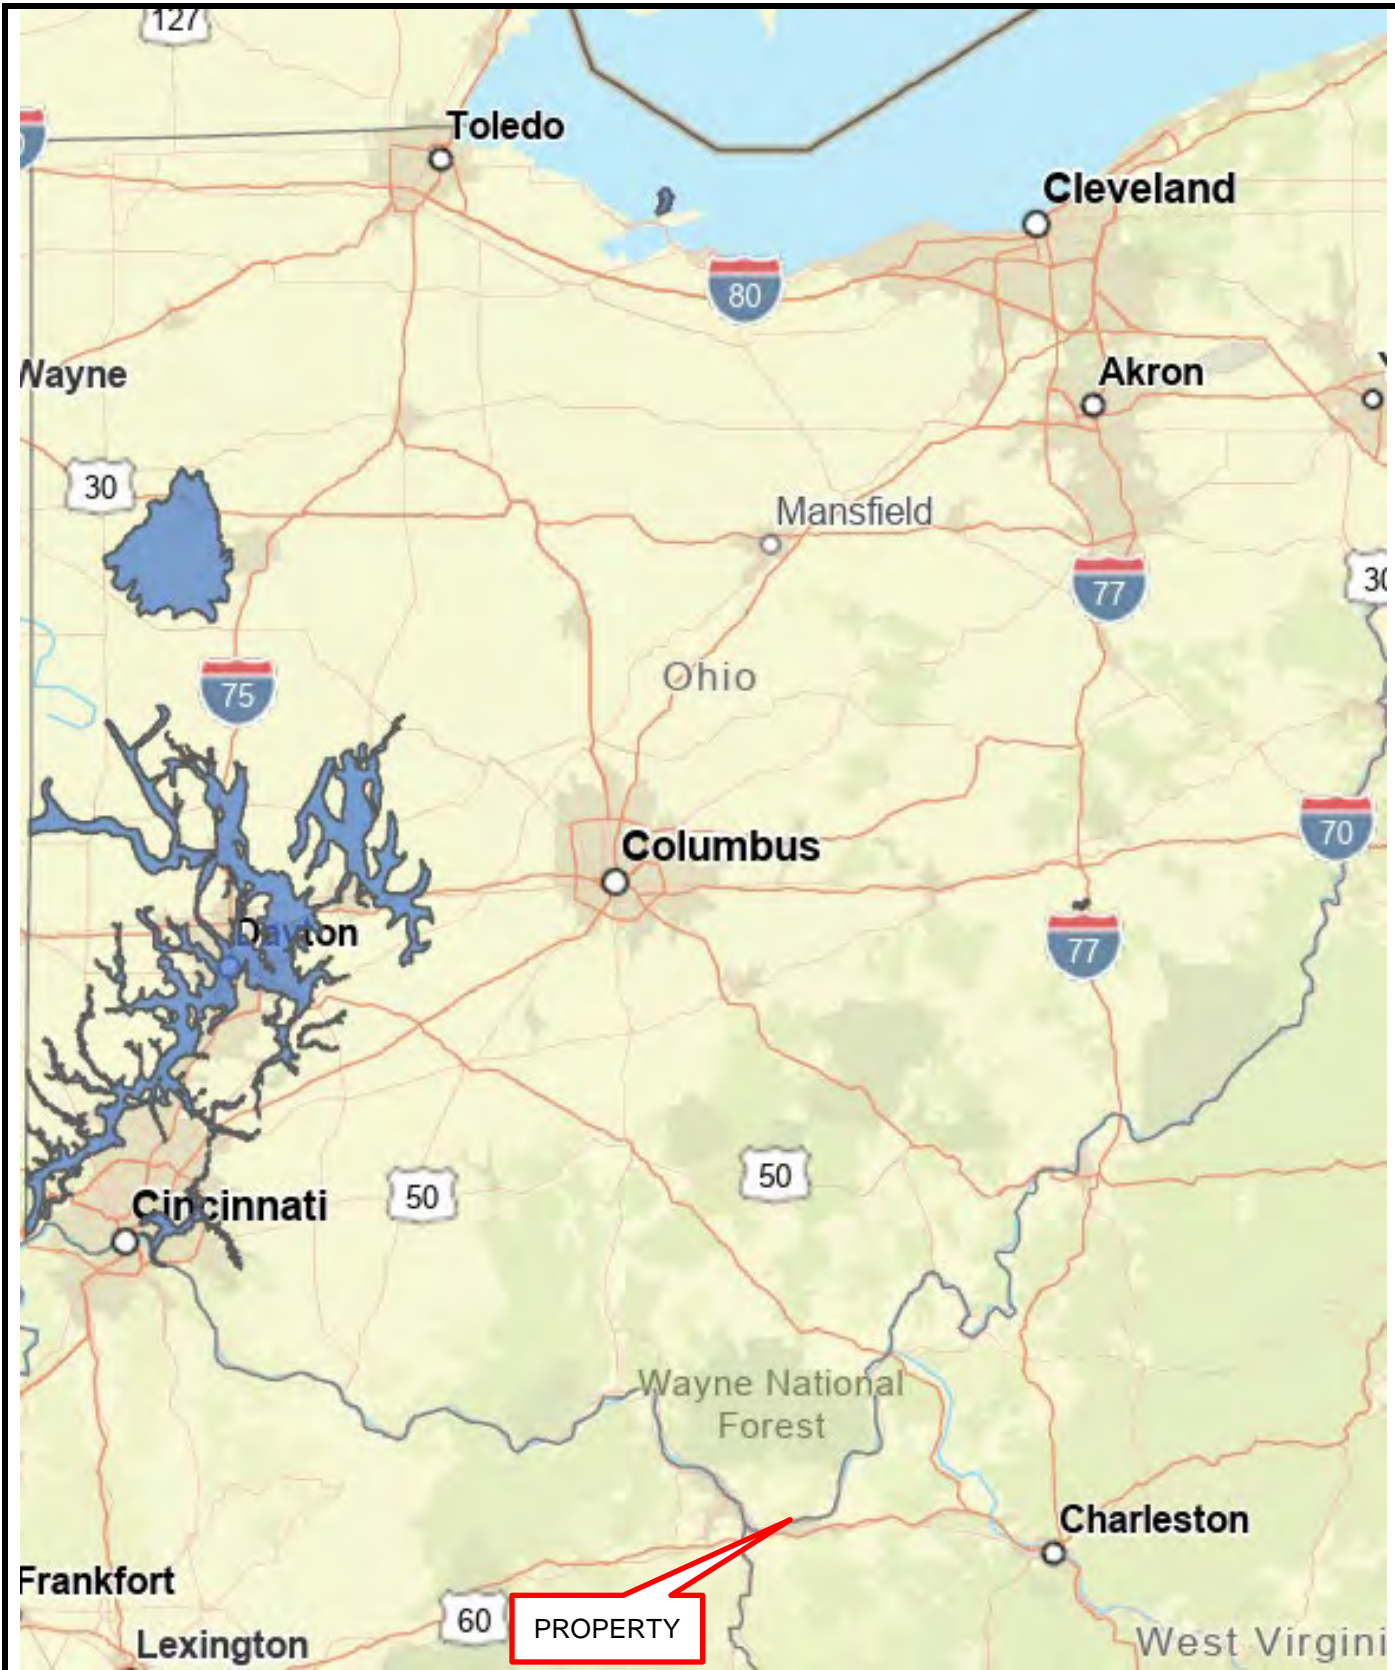 127
Toledo
Cleveland
80
Wayne
Akron
30
Mansfield
77
30
Ohio
75
70
Columbus
Dayton
77
50
50
Cincinnati
Wayne National
Forest
Charleston
Frankfort
60
PROPERTY
Lexington
West Virgini